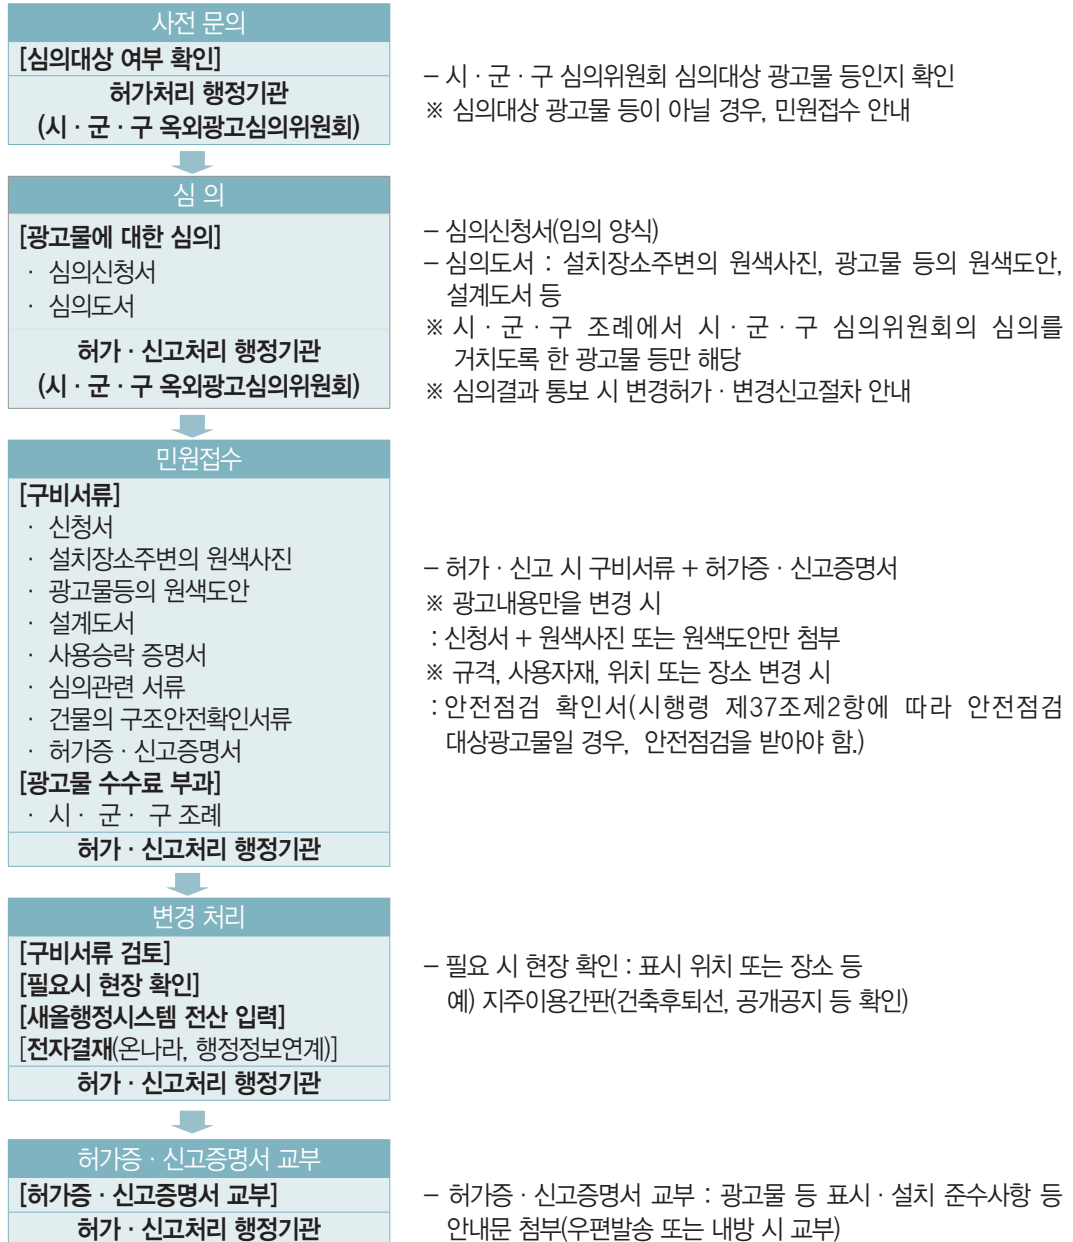 사전 문의
[심의대상 여부 확인]
허가처리 행정기관
(시 · 군 · 구 옥외광고심의위원회)
– 시 · 군 · 구 심의위원회 심의대상 광고물 등인지 확인
※ 심의대상 광고물 등이 아닐 경우, 민원접수 안내
심 의
[광고물에 대한 심의]
· 심의신청서
· 심의도서
허가 · 신고처리 행정기관
(시 · 군 · 구 옥외광고심의위원회)
– 심의신청서(임의 양식)
– 심의도서 : 설치장소주변의 원색사진, 광고물 등의 원색도안,
설계도서 등
※ 시 · 군 · 구 조례에서 시 · 군 · 구 심의위원회의 심의를
거치도록 한 광고물 등만 해당
※ 심의결과 통보 시 변경허가 · 변경신고절차 안내
민원접수
[구비서류]
· 신청서
· 설치장소주변의 원색사진
· 광고물등의 원색도안
· 설계도서
· 사용승락 증명서
· 심의관련 서류
· 건물의 구조안전확인서류
· 허가증 · 신고증명서
[광고물 수수료 부과]
· 시 · 군 · 구 조례
허가 · 신고처리 행정기관
– 허가 · 신고 시 구비서류 + 허가증 · 신고증명서
※ 광고내용만을 변경 시
: 신청서 + 원색사진 또는 원색도안만 첨부
※ 규격, 사용자재, 위치 또는 장소 변경 시
: 안전점검 확인서(시행령 제37조제2항에 따라 안전점검
대상광고물일 경우, 안전점검을 받아야 함.)
변경 처리
[구비서류 검토]
[필요시 현장 확인]
[새올행정시스템 전산 입력]
[전자결재(온나라, 행정정보연계)]
허가 · 신고처리 행정기관
– 필요 시 현장 확인 : 표시 위치 또는 장소 등
예) 지주이용간판(건축후퇴선, 공개공지 등 확인)
허가증 · 신고증명서 교부
[허가증 · 신고증명서 교부]
허가 · 신고처리 행정기관
– 허가증 · 신고증명서 교부 : 광고물 등 표시 · 설치 준수사항 등
안내문 첨부(우편발송 또는 내방 시 교부)